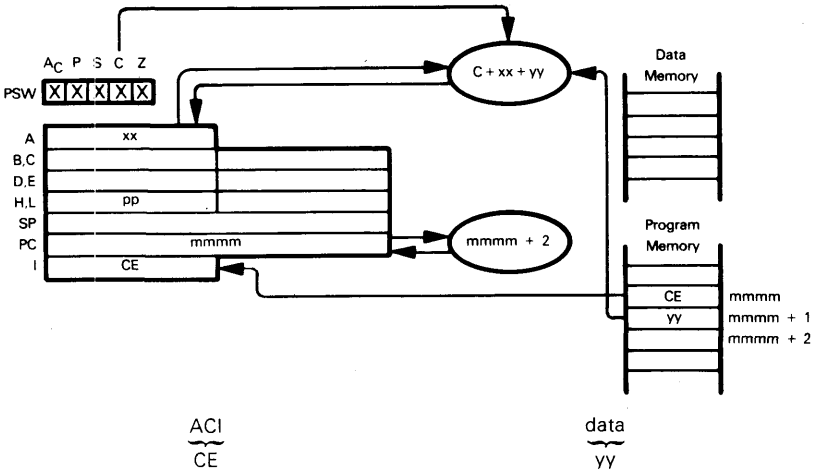 A_C P S C Z
PSW X X X X X
C + xx + yy
Data
Memory
A xx
B,C
D,E
H,L pp
SP
PC mmmm
mmmm + 2
I CE
Program
Memory
CE mmmm
yy mmmm + 1
mmmm + 2
ACI
CE
data
yy